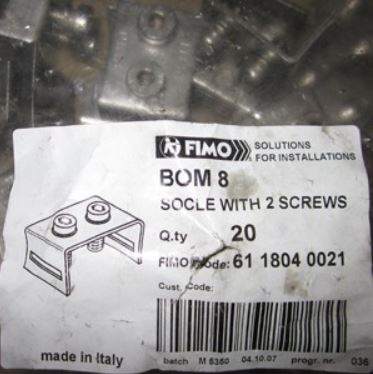 FIMO SOLUTIONS
FOR INSTALLATIONS
BOM 8
SOCLE WITH 2 SCREWS
Q.ty 20
FIMO Code: 61 1804 0021
Cust. Code:
made in Italy
batch M 5350 04.10.07 progr. nr. 036